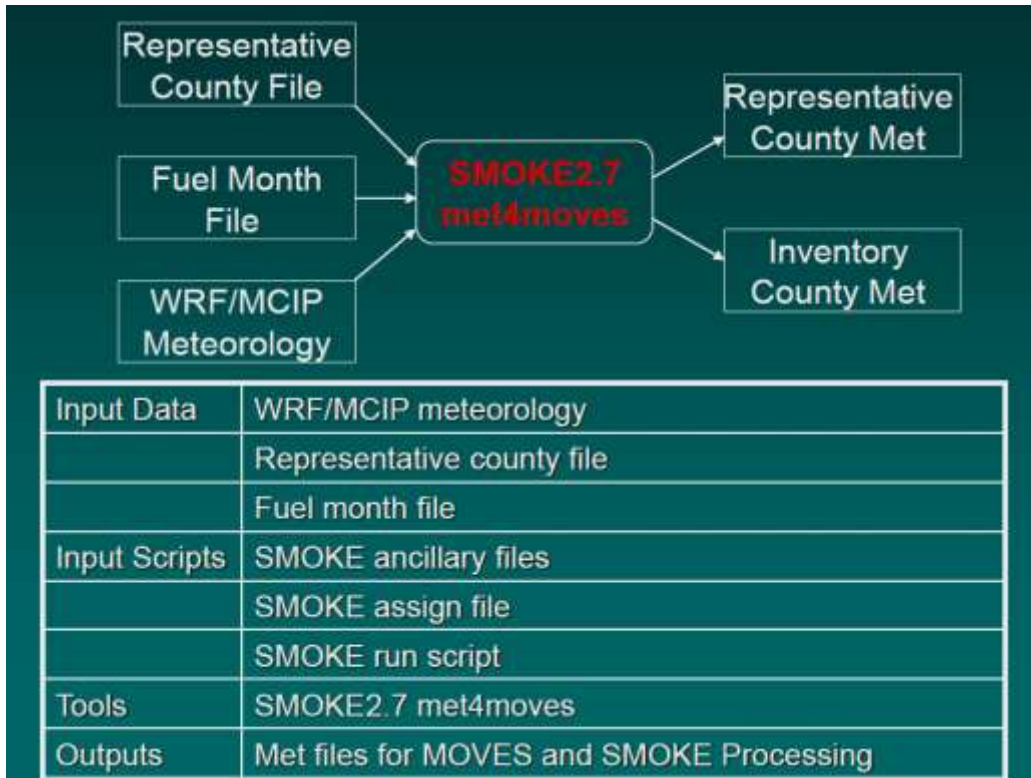 Representative
County File
Fuel Month
File
WRF/MCIP
Meteorology
SMOKE2.7
met4moves
Representative
County Met
Inventory
County Met
Input Data WRF/MCIP meteorology
Representative county file
Fuel month file
Input Scripts SMOKE ancillary files
SMOKE assign file
SMOKE run script
Tools SMOKE2.7 met4moves
Outputs Met files for MOVES and SMOKE Processing